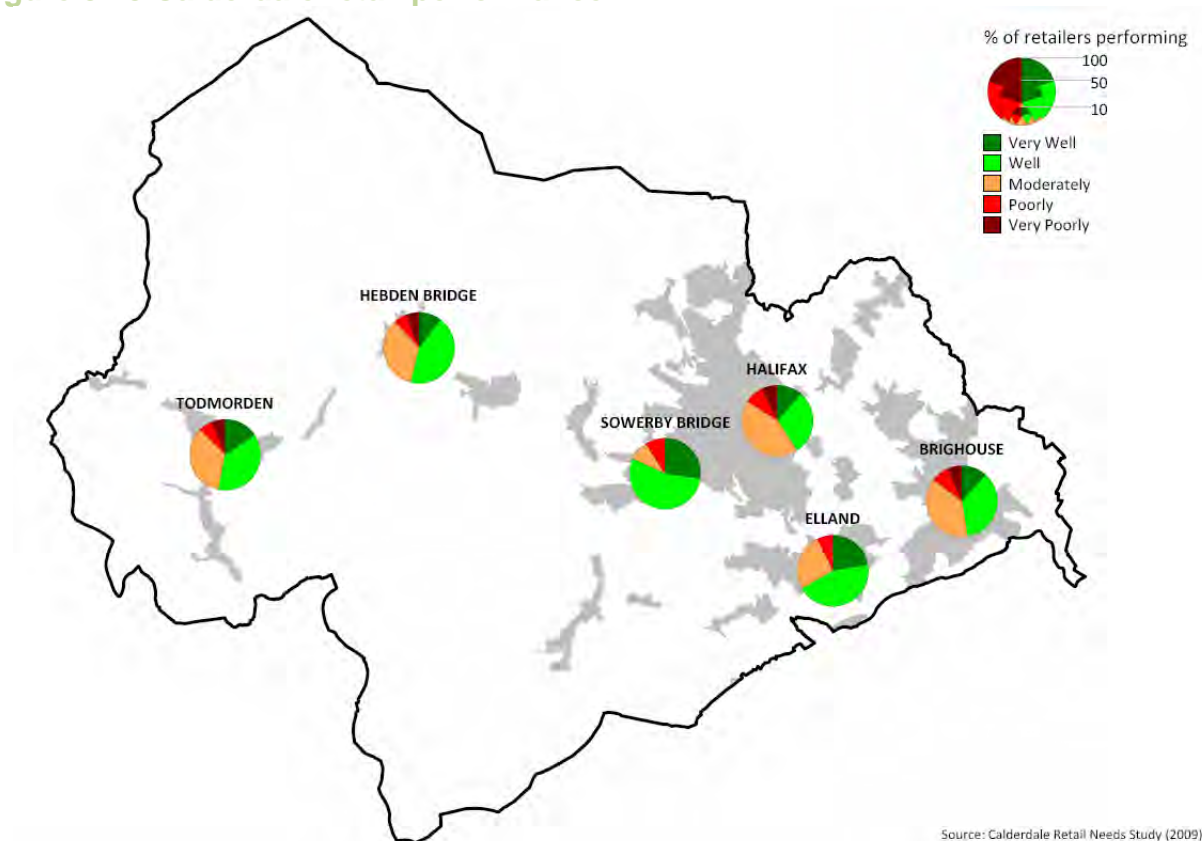 % of retailers performing
100
50
10
Very Well
Well
Moderately
Poorly
Very Poorly
HEBDEN BRIDGE
TODMORDEN
HALIFAX
SOWERBY BRIDGE
BRIGHOUSE
ELLAND
Source: Calderdale Retail Needs Study (2009)